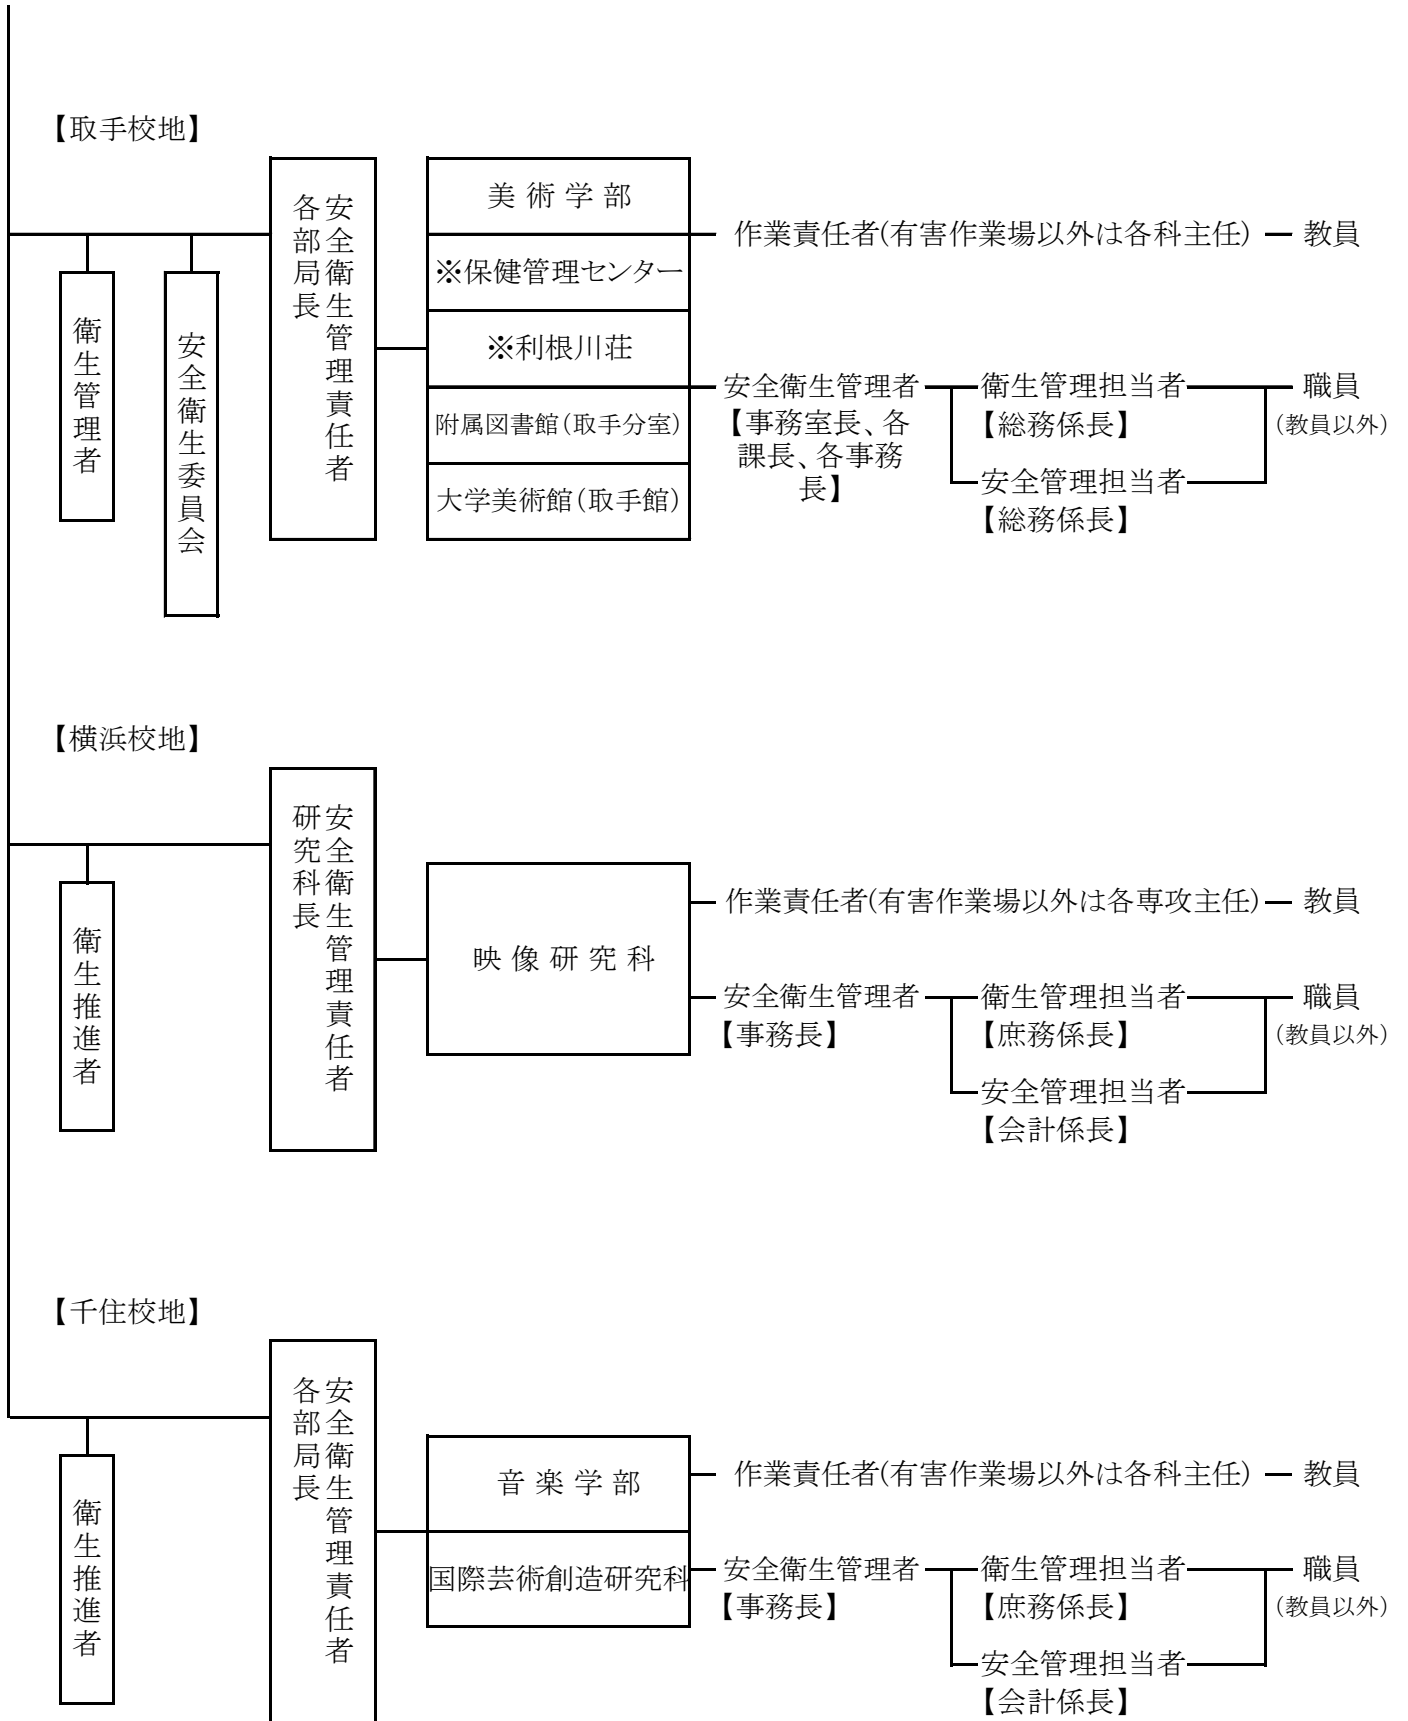 【取手校地】
衛生管理者
安全衛生委員会
安全衛生管理責任者
各部局長
美術学部
※保健管理センター
※利根川荘
附属図書館（取手分室）
大学美術館（取手館）
作業責任者(有害作業場以外は各科主任)
教員
安全衛生管理者
【事務室長、各
課長、各事務
長】
衛生管理担当者
【総務係長】
安全管理担当者
【総務係長】
職員
（教員以外）
【横浜校地】
衛生推進者
安全衛生管理責任者
研究科長
映像研究科
作業責任者(有害作業場以外は各専攻主任)
教員
安全衛生管理者
【事務長】
衛生管理担当者
【庶務係長】
安全管理担当者
【会計係長】
職員
（教員以外）
【千住校地】
衛生推進者
安全衛生管理責任者
各部局長
音楽学部
国際芸術創造研究科
作業責任者(有害作業場以外は各科主任)
教員
安全衛生管理者
【事務長】
衛生管理担当者
【庶務係長】
安全管理担当者
【会計係長】
職員
（教員以外）